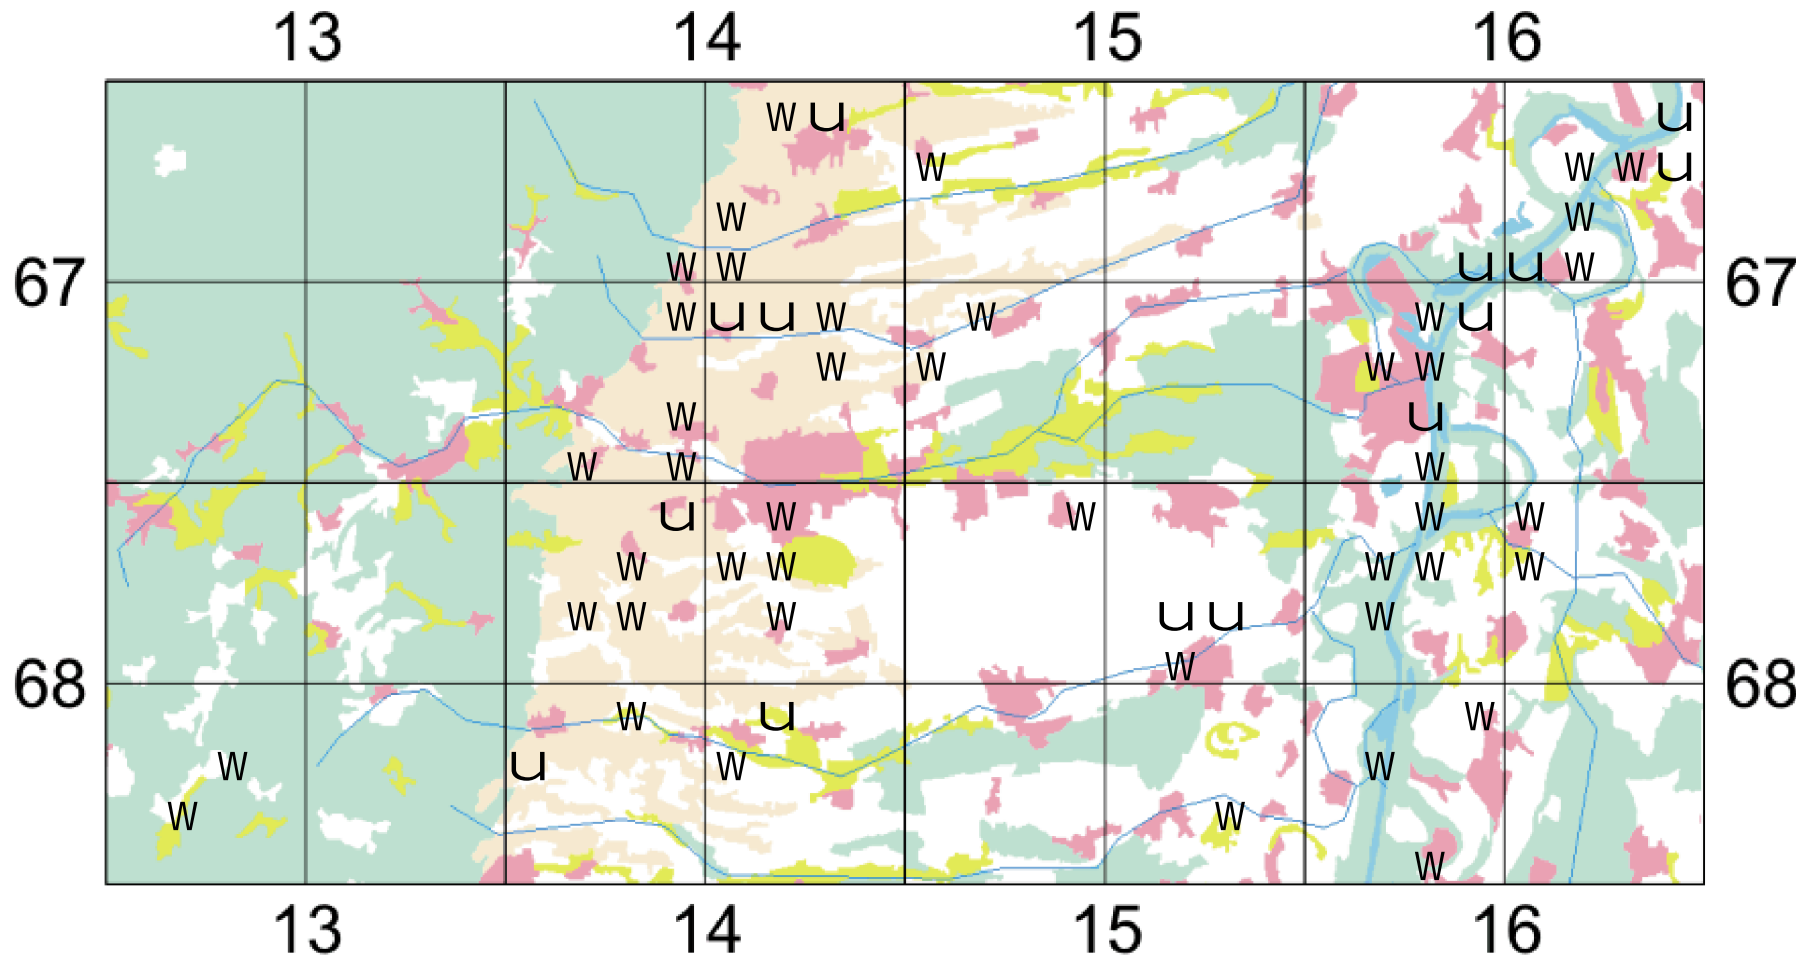 13 14 15 16
w u u
w w w u
w w
67 w w u u w 67
w u u w w w u
w w w w
w u
w w w
u w w w w
w w w w w w
w w w u u w
w
68 68
w u w
w u w w
w w
w
13 14 15 16